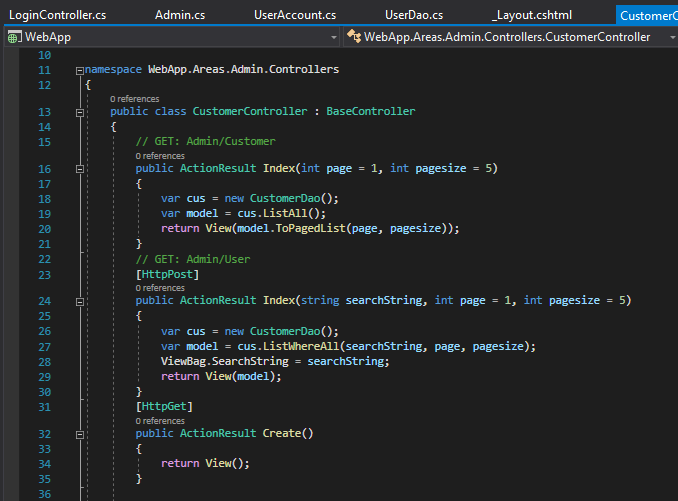 LoginController.cs Admin.cs UserAccount.cs UserDao.cs _Layout.cshtml
WebApp WebApp.Areas.Admin.Controllers.CustomerController
10
11 namespace WebApp.Areas.Admin.Controllers
12 {
0 references
13 public class CustomerController : BaseController
14 {
15 // GET: Admin/Customer
0 references
16 public ActionResult Index(int page = 1, int pagesize = 5)
17 {
18 var cus = new CustomerDao();
19 var model = cus.ListAll();
20 return View(model.ToPagedList(page, pagesize));
21 }
22 // GET: Admin/User
23 [HttpPost]
0 references
24 public ActionResult Index(string searchString, int page = 1, int pagesize = 5)
25 {
26 var cus = new CustomerDao();
27 var model = cus.ListWhereAll(searchString, page, pagesize);
28 ViewBag.SearchString = searchString;
29 return View(model);
30 }
31 [HttpGet]
0 references
32 public ActionResult Create()
33 {
34 return View();
35 }
36